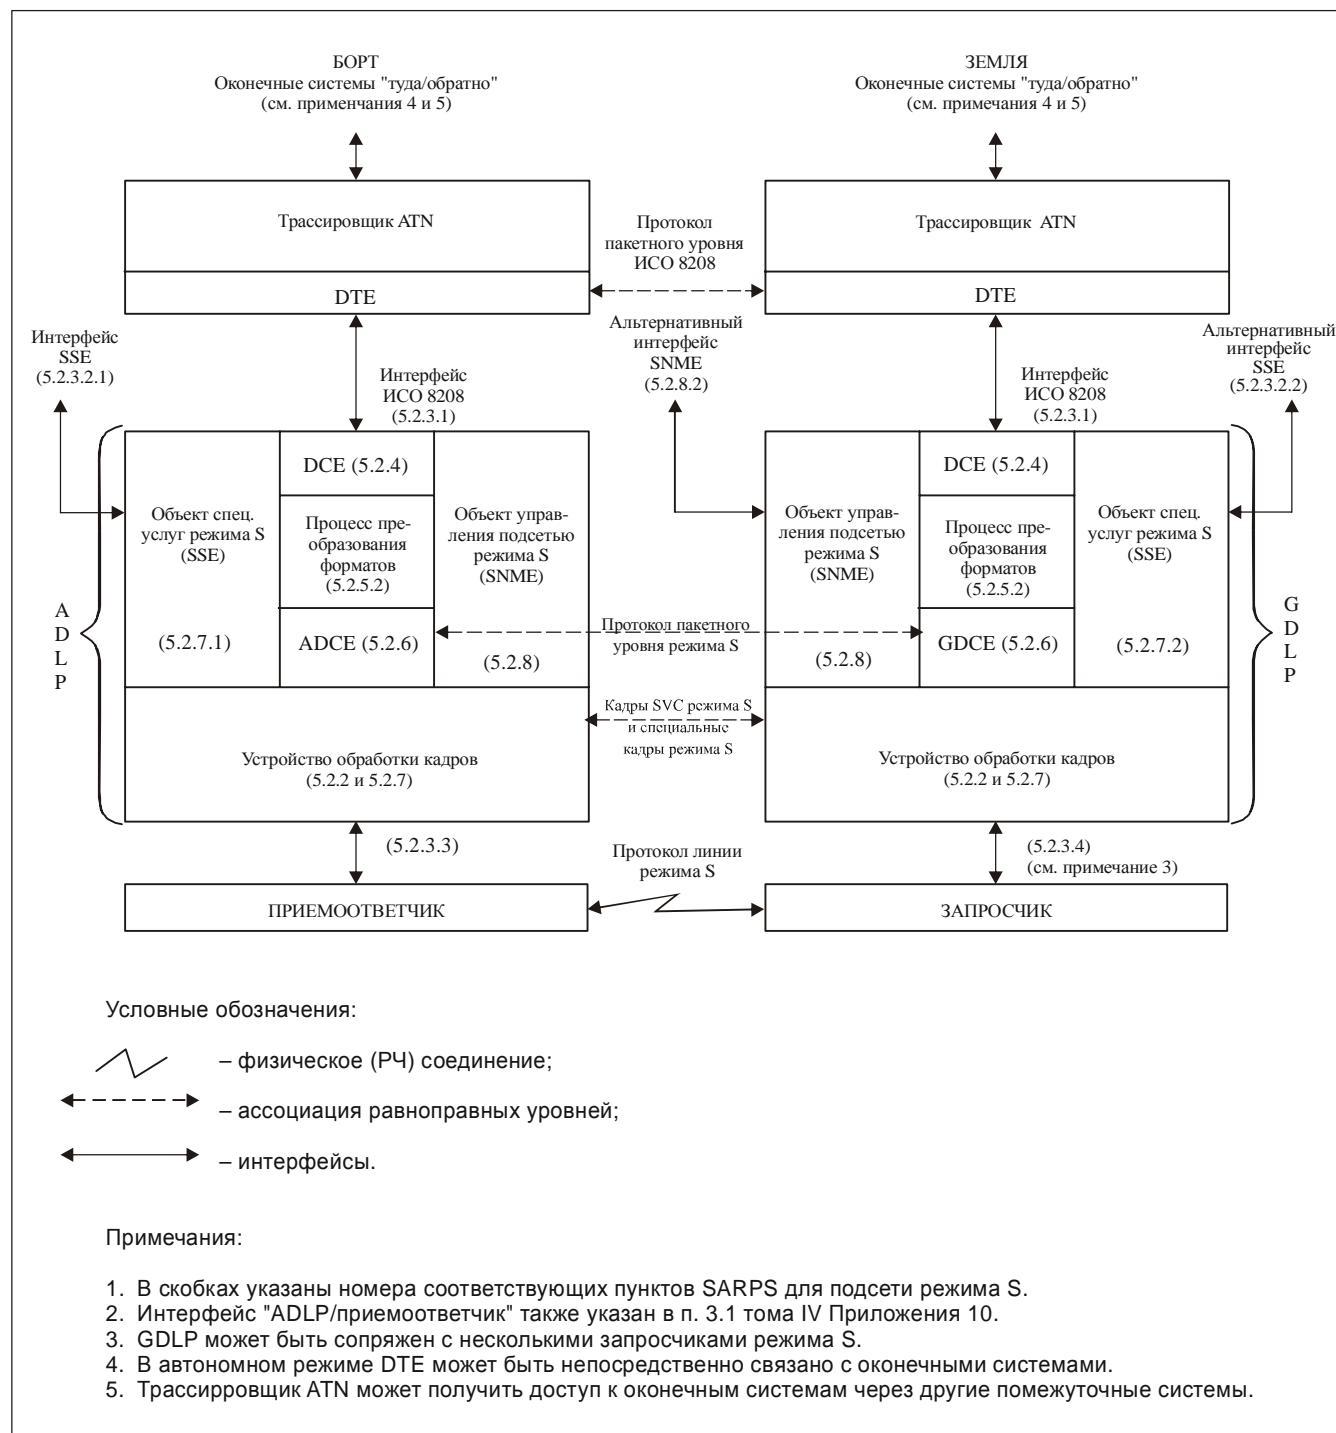 БОРТ
Оконечные системы "туда/обратно"
(см. применчания 4 и 5)
ЗЕМЛЯ
Оконечные системы "туда/обратно"
(см. примечания 4 и 5)
Трассировщик ATN
DTE
Протокол
пакетного уровня
ИСО 8208
Трассировщик ATN
DTE
Интерфейс
SSE
(5.2.3.2.1)
Интерфейс
ИСО 8208
(5.2.3.1)
Альтернативный
интерфейс
SNME
(5.2.8.2)
Интерфейс
ИСО 8208
(5.2.3.1)
Альтернативный
интерфейс
SSE
(5.2.3.2.2)
A
D
L
P
Объект спец.
услуг режима S
(SSE)
(5.2.7.1)
DCE (5.2.4)
Процесс пре-
образования
форматов
(5.2.5.2)
ADCE (5.2.6)
Объект управ-
ления подсетью
режима S
(SNME)
(5.2.8)
Протокол пакетного
уровня режима S
Объект управ-
ления подсетью
режима S
(SNME)
(5.2.8)
DCE (5.2.4)
Процесс пре-
образования
форматов
(5.2.5.2)
GDCE (5.2.6)
Объект спец.
услуг режима S
(SSE)
(5.2.7.2)
G
D
L
P
Устройство обработки кадров
(5.2.2 и 5.2.7)
Кадры SVC режима S
и специальные
кадры режима S
Устройство обработки кадров
(5.2.2 и 5.2.7)
(5.2.3.3)
Протокол линии
режима S
(5.2.3.4)
(см. примечание 3)
ПРИЕМООТВЕТЧИК
ЗАПРОСЧИК
Условные обозначения:
– физическое (РЧ) соединение;
– ассоциация равноправных уровней;
– интерфейсы.
Примечания:
1. В скобках указаны номера соответствующих пунктов SARPS для подсети режима S.
2. Интерфейс "ADLP/приемоответчик" также указан в п. 3.1 тома IV Приложения 10.
3. GDLP может быть сопряжен с несколькими запросчиками режима S.
4. В автономном режиме DTE может быть непосредственно связано с оконечными системами.
5. Трассирровщик ATN может получить доступ к оконечным системам через другие помежуточные системы.